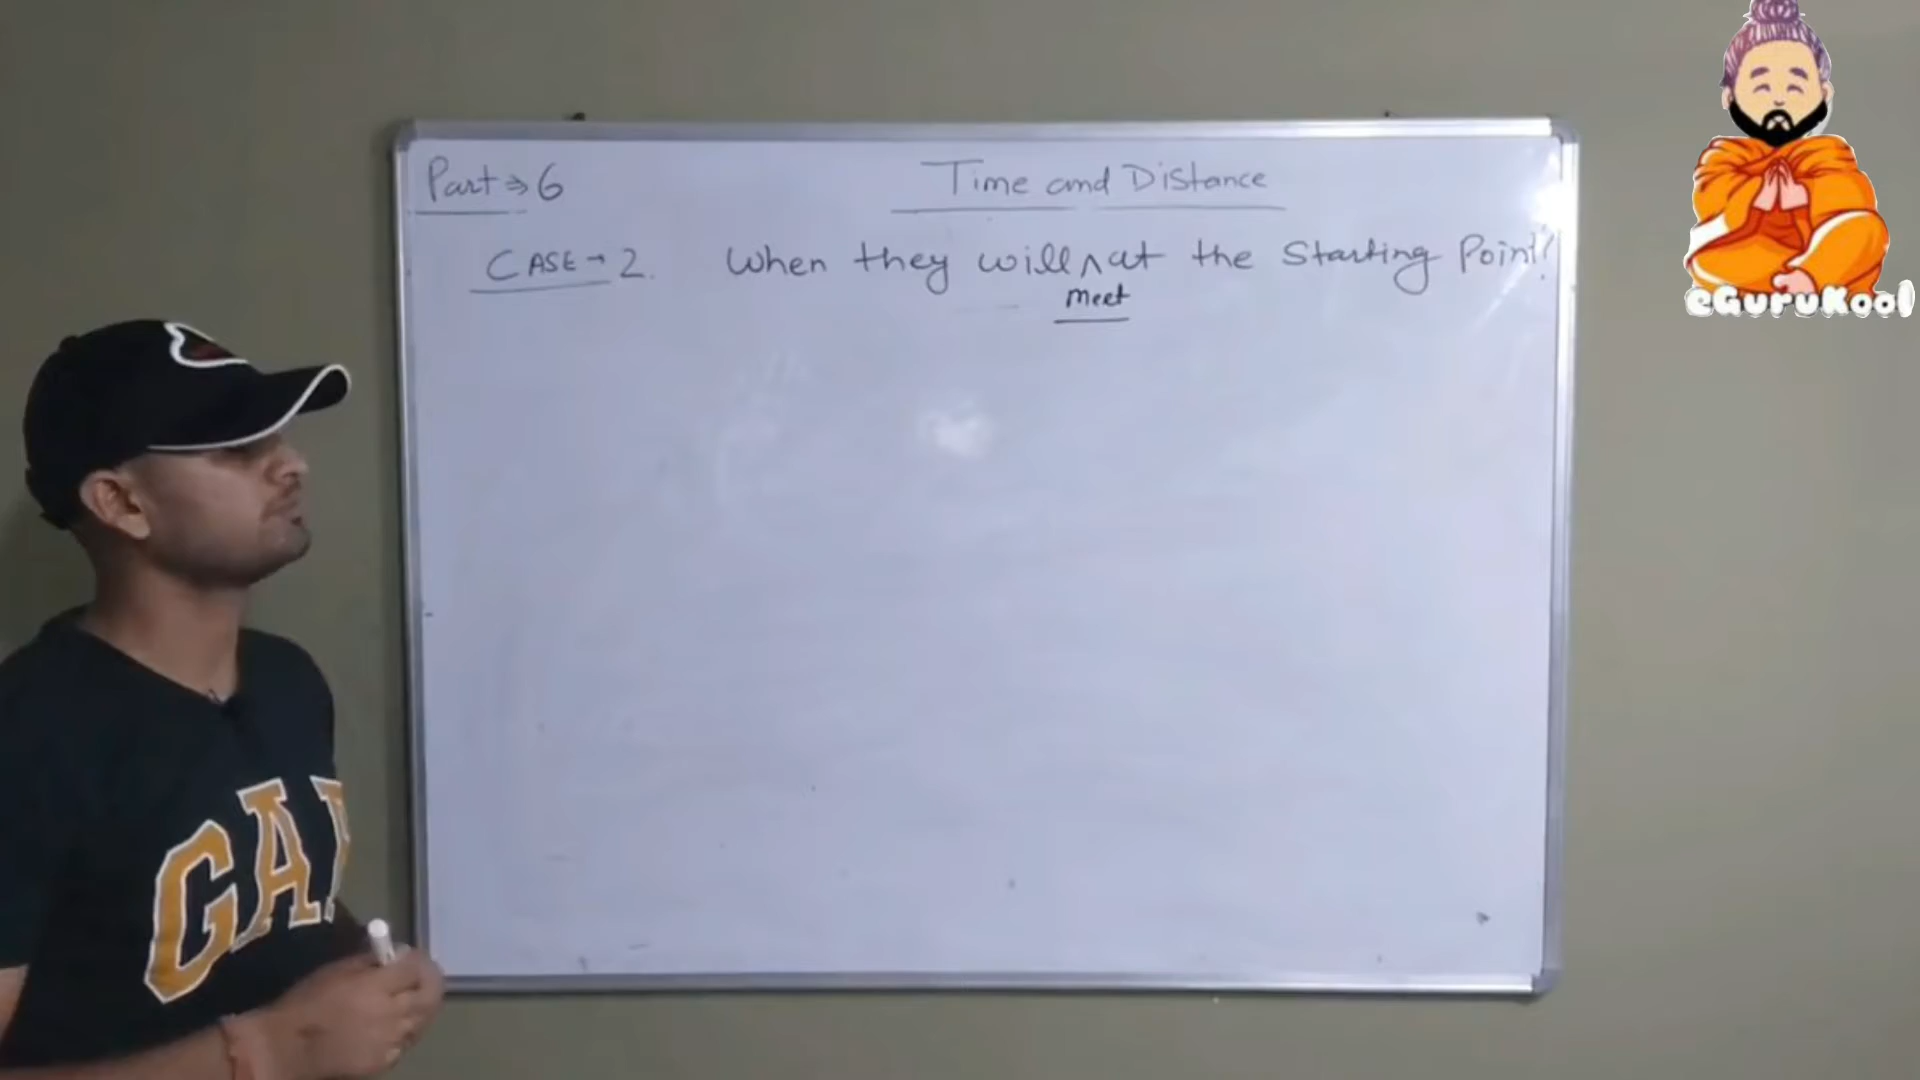 Part ⇒ 6
Time and Distance
CASE → 2. When they will ^ at the Starting Point?
Meet
eGuruKool
GAP